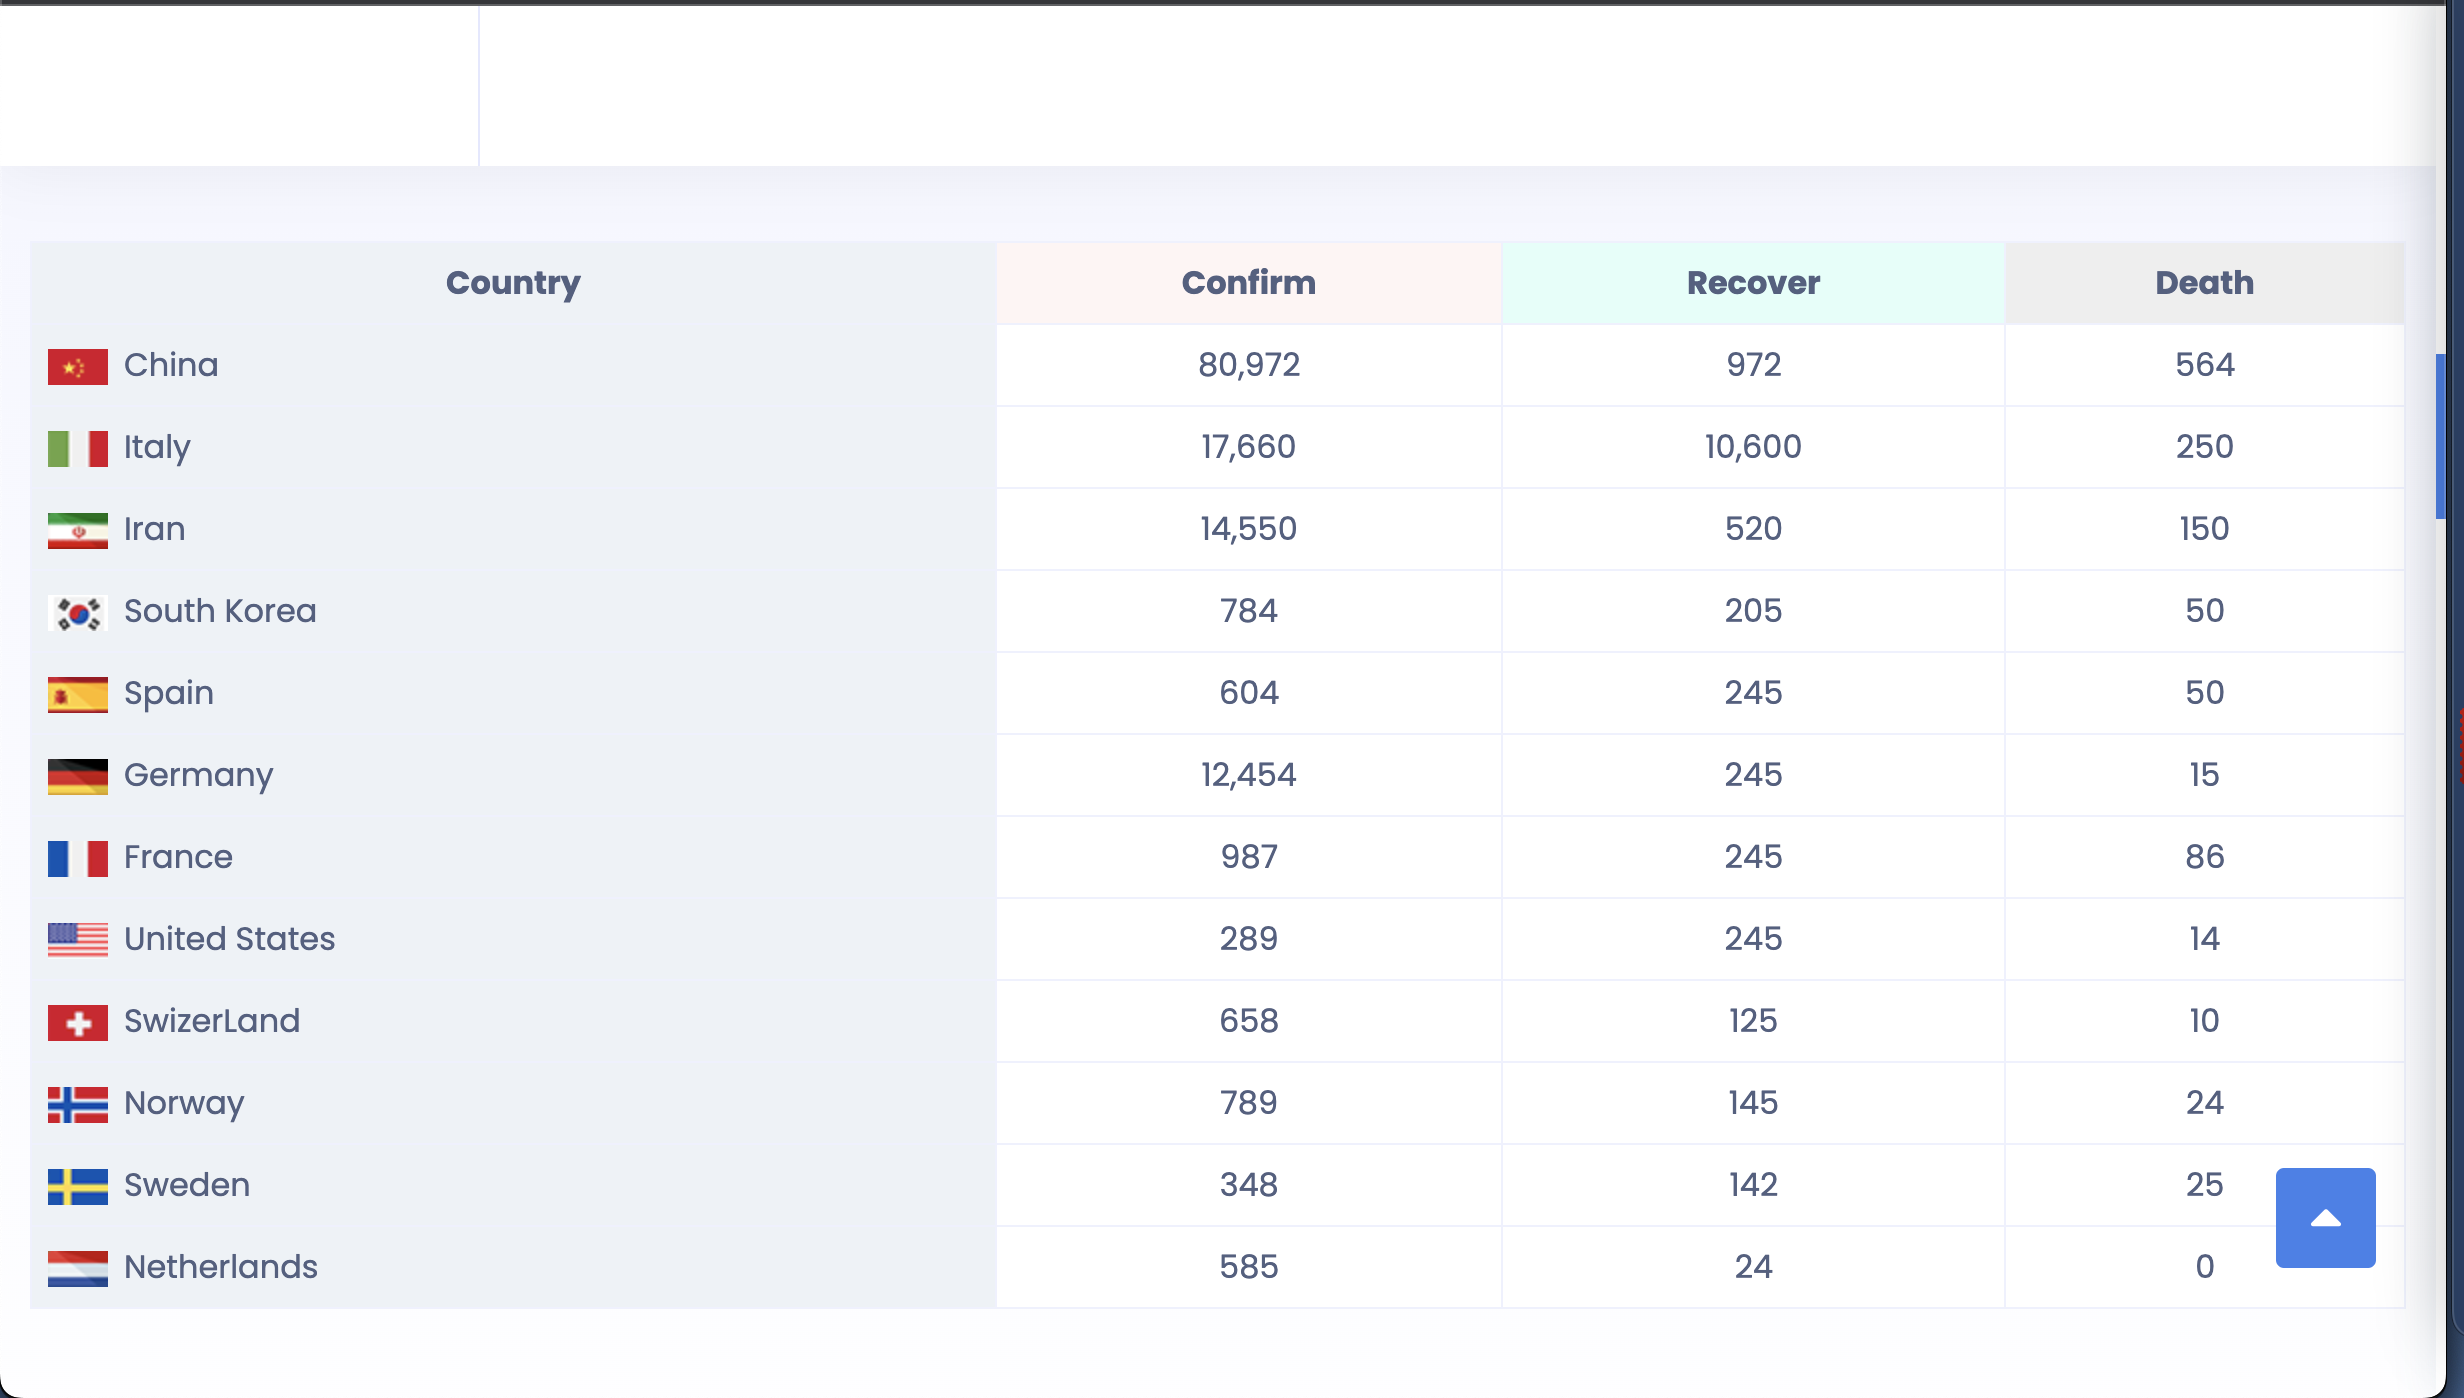 Country Confirm Recover Death
China 80,972 972 564
Italy 17,660 10,600 250
Iran 14,550 520 150
South Korea 784 205 50
Spain 604 245 50
Germany 12,454 245 15
France 987 245 86
United States 289 245 14
SwizerLand 658 125 10
Norway 789 145 24
Sweden 348 142 25
Netherlands 585 24 0